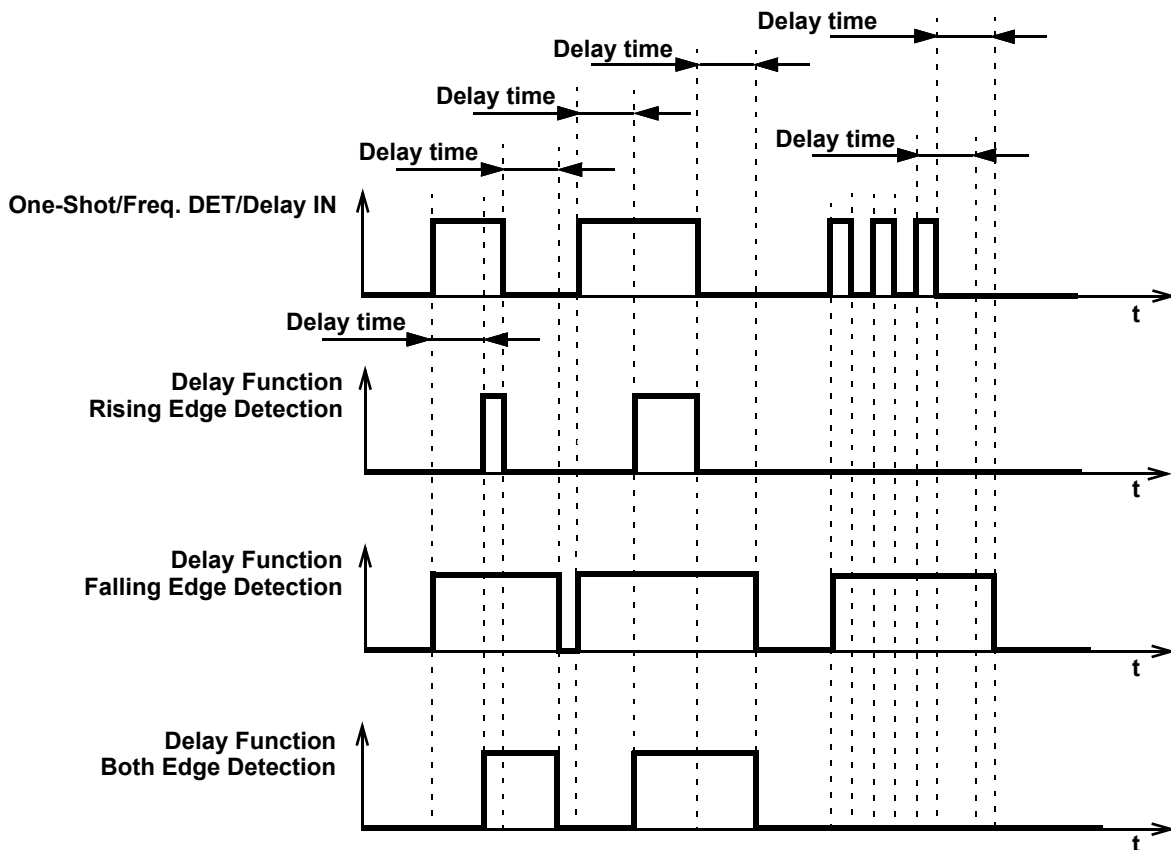 Delay time
Delay time
Delay time
Delay time
Delay time
One-Shot/Freq. DET/Delay IN
t
Delay time
Delay Function
Rising Edge Detection
t
Delay Function
Falling Edge Detection
t
Delay Function
Both Edge Detection
t